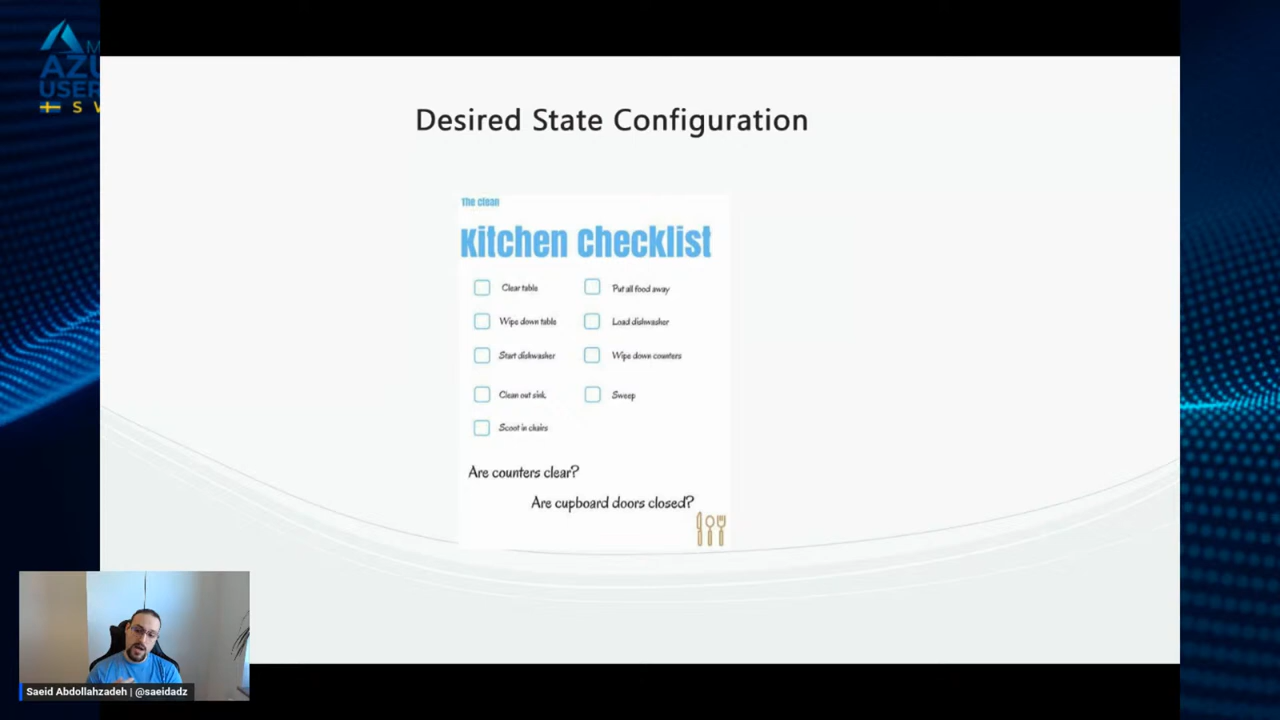 AZU
USER
S
Desired State Configuration
The clean
Kitchen Checklist
Clear table
Put all food away
Wipe down table
Load dishwasher
Start dishwasher
Wipe down counters
Clean out sink.
Sweep
Scoot in chairs
Are counters clear?
Are cupboard doors closed?
Saeid Abdollahzadeh | @saeidadz